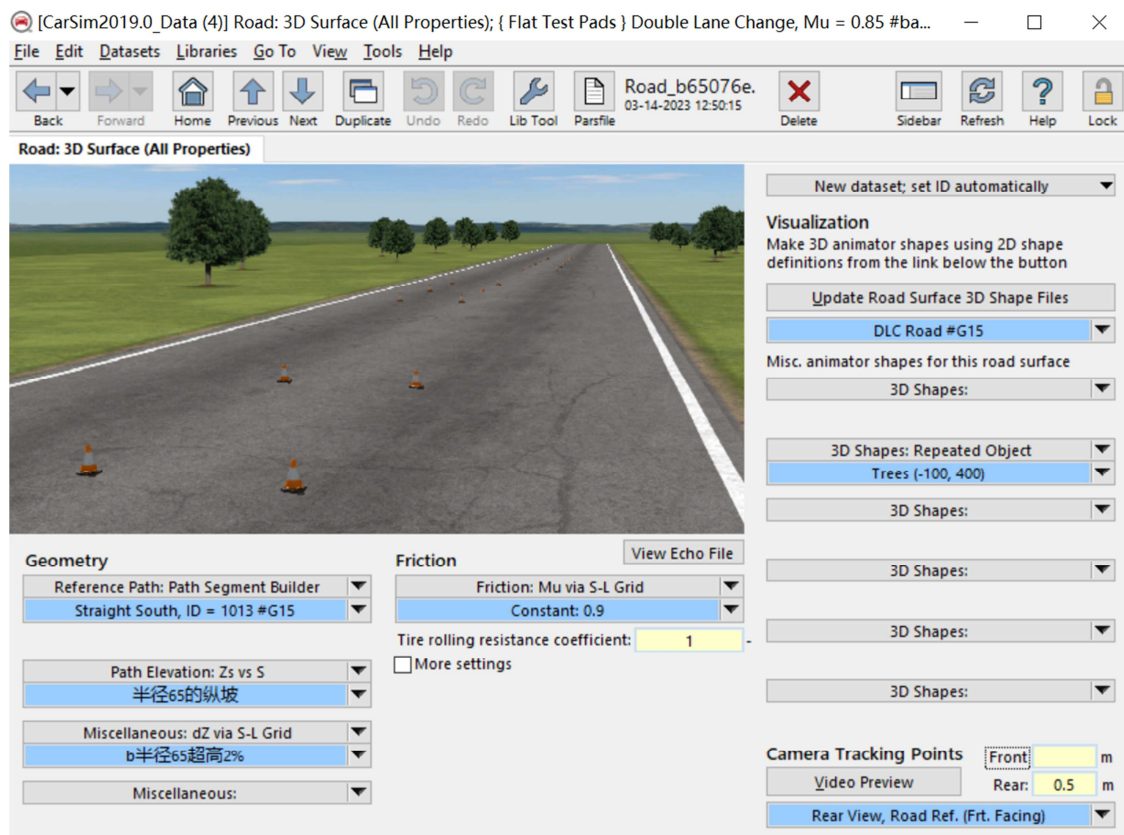 [CarSim2019.0_Data (4)] Road: 3D Surface (All Properties); { Flat Test Pads } Double Lane Change, Mu = 0.85 #ba...
File Edit Datasets Libraries Go To View Tools Help
Back Forward Home Previous Next Duplicate Undo Redo Lib Tool Parsfile
Road_b65076e.
03-14-2023 12:50:15
Delete Sidebar Refresh Help Lock
Road: 3D Surface (All Properties)
New dataset; set ID automatically
Visualization
Make 3D animator shapes using 2D shape
definitions from the link below the button
Update Road Surface 3D Shape Files
DLC Road #G15
Misc. animator shapes for this road surface
3D Shapes:
3D Shapes: Repeated Object
Trees (-100, 400)
3D Shapes:
3D Shapes:
3D Shapes:
3D Shapes:
View Echo File
Geometry
Reference Path: Path Segment Builder
Straight South, ID = 1013 #G15
Path Elevation: Zs vs S
半径65的纵坡
Miscellaneous: dZ via S-L Grid
b半径65超高2%
Miscellaneous:
Friction
Friction: Mu via S-L Grid
Constant: 0.9
Tire rolling resistance coefficient: 1 -
More settings
Camera Tracking Points
Front m
Video Preview
Rear: 0.5 m
Rear View, Road Ref. (Frt. Facing)